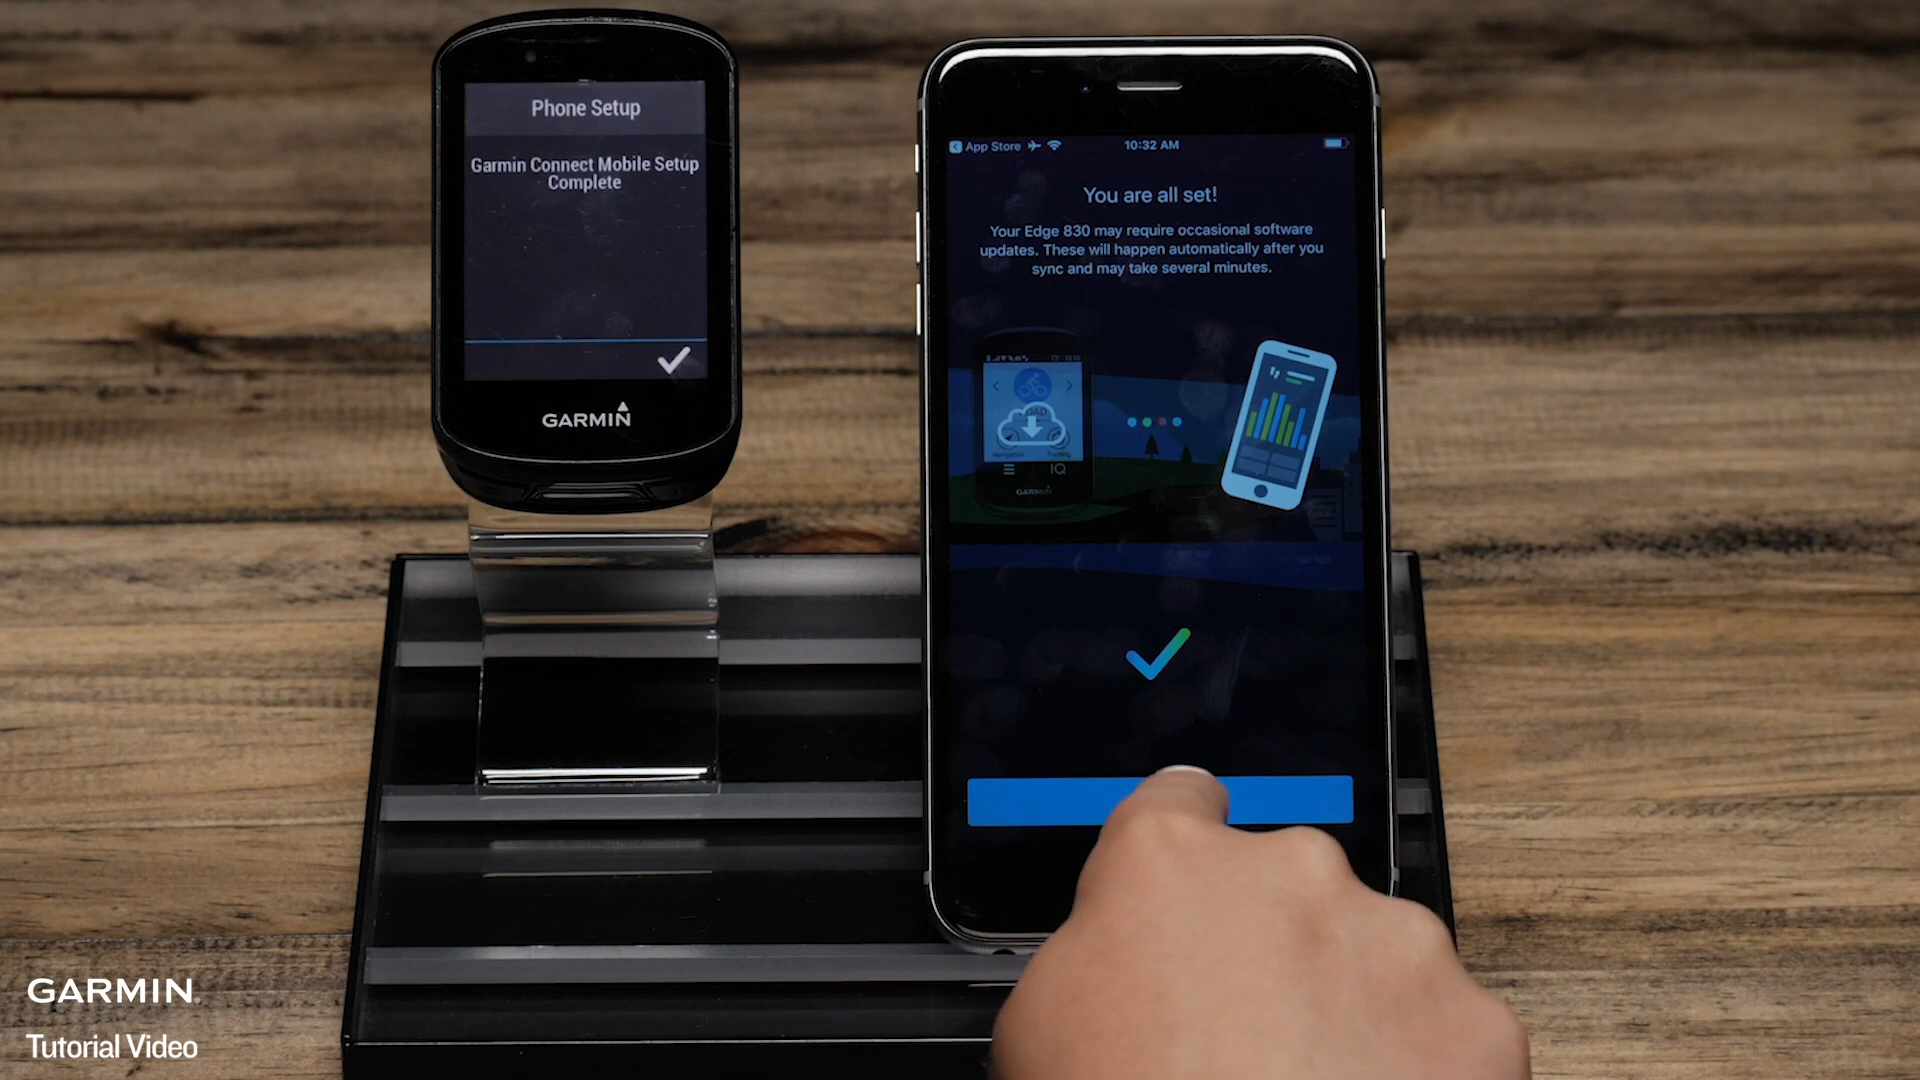 Phone Setup
Garmin Connect Mobile Setup
Complete
GARMIN
App Store
10:32 AM
You are all set!
Your Edge 830 may require occasional software
updates. These will happen automatically after you
sync and may take several minutes.
IQ
GARMIN
GARMIN
Tutorial Video